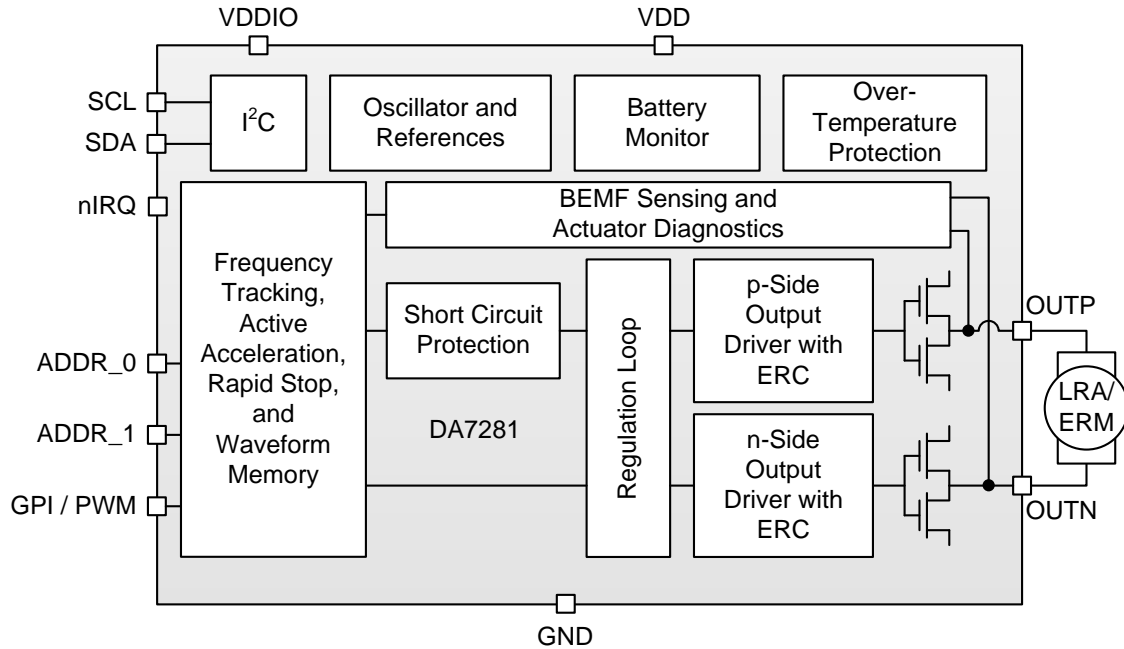 VDDIO
VDD
SCL
SDA
I²C
Oscillator and
References
Battery
Monitor
Over-
Temperature
Protection
nIRQ
BEMF Sensing and
Actuator Diagnostics
Frequency
Tracking,
Active
Acceleration,
Rapid Stop,
and
Waveform
Memory
Short Circuit
Protection
Regulation Loop
p-Side
Output
Driver with
ERC
OUTP
ADDR_0
LRA/
ERM
ADDR_1
DA7281
n-Side
Output
Driver with
ERC
GPI / PWM
OUTN
GND